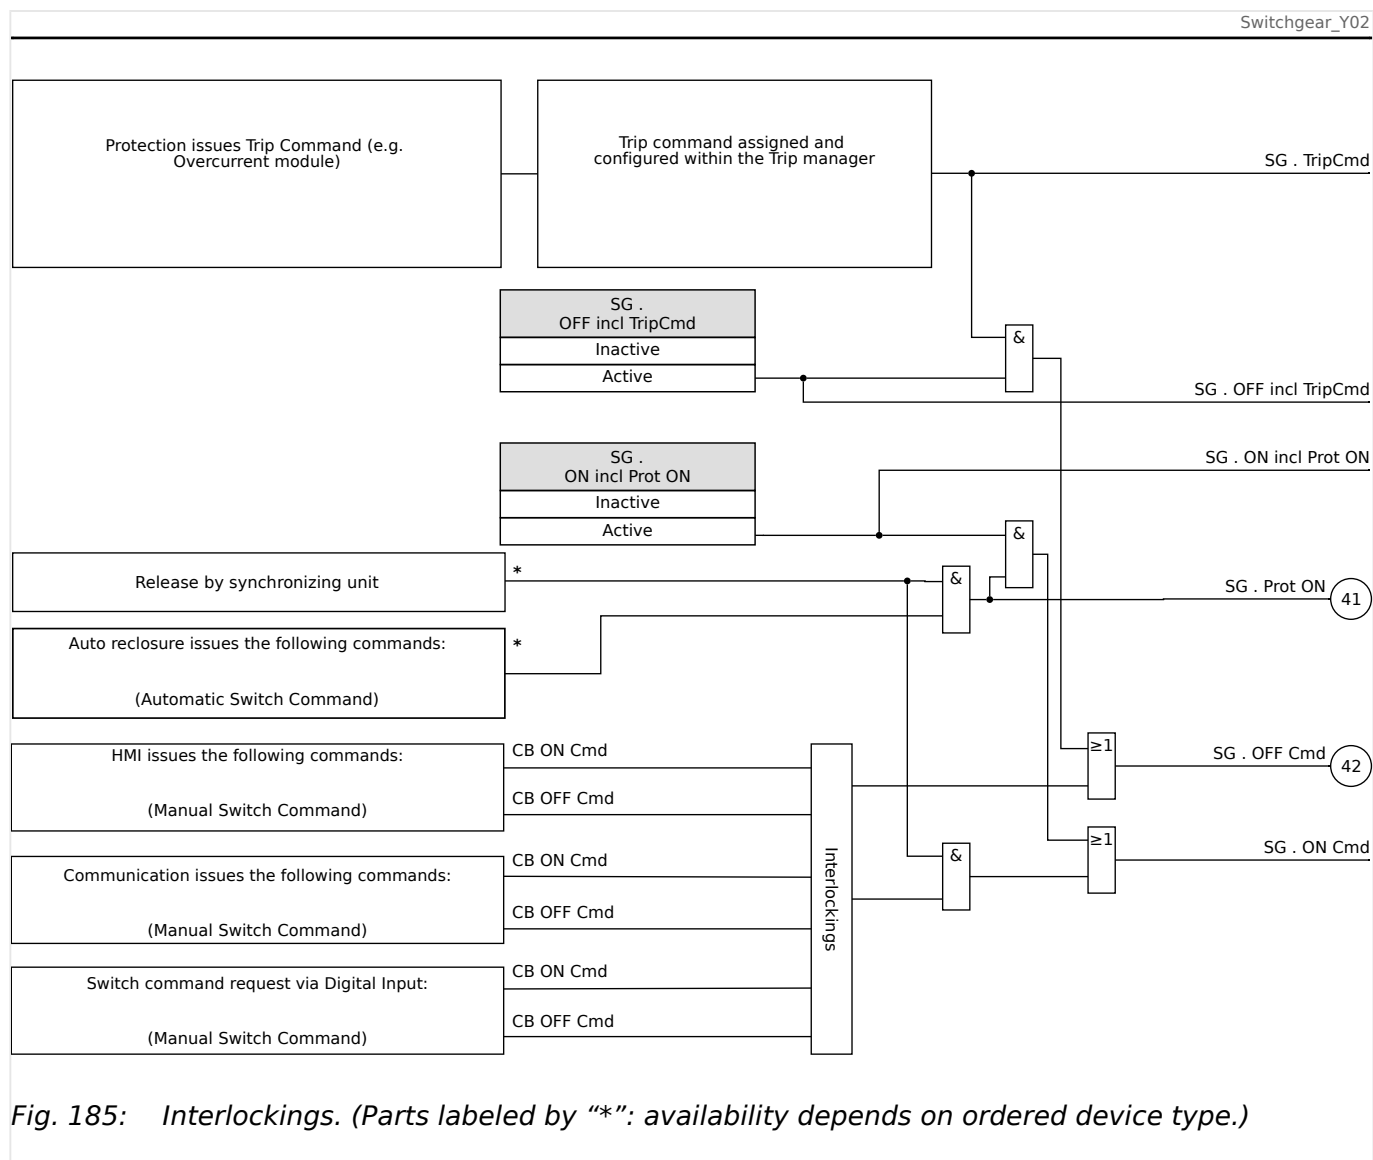 Switchgear_Y02
Protection issues Trip Command (e.g.
Overcurrent module)
Trip command assigned and
configured within the Trip manager
SG . TripCmd
SG .
OFF incl TripCmd
Inactive
Active
&
SG . OFF incl TripCmd
SG .
ON incl Prot ON
Inactive
Active
SG . ON incl Prot ON
&
Release by synchronizing unit
*
&
SG . Prot ON
41
Auto reclosure issues the following commands:
*
(Automatic Switch Command)
HMI issues the following commands:
(Manual Switch Command)
CB ON Cmd
CB OFF Cmd
≥1
SG . OFF Cmd
42
Communication issues the following commands:
(Manual Switch Command)
CB ON Cmd
CB OFF Cmd
Interlockings
&
≥1
SG . ON Cmd
Switch command request via Digital Input:
(Manual Switch Command)
CB ON Cmd
CB OFF Cmd
Fig. 185: Interlockings. (Parts labeled by “*”: availability depends on ordered device type.)